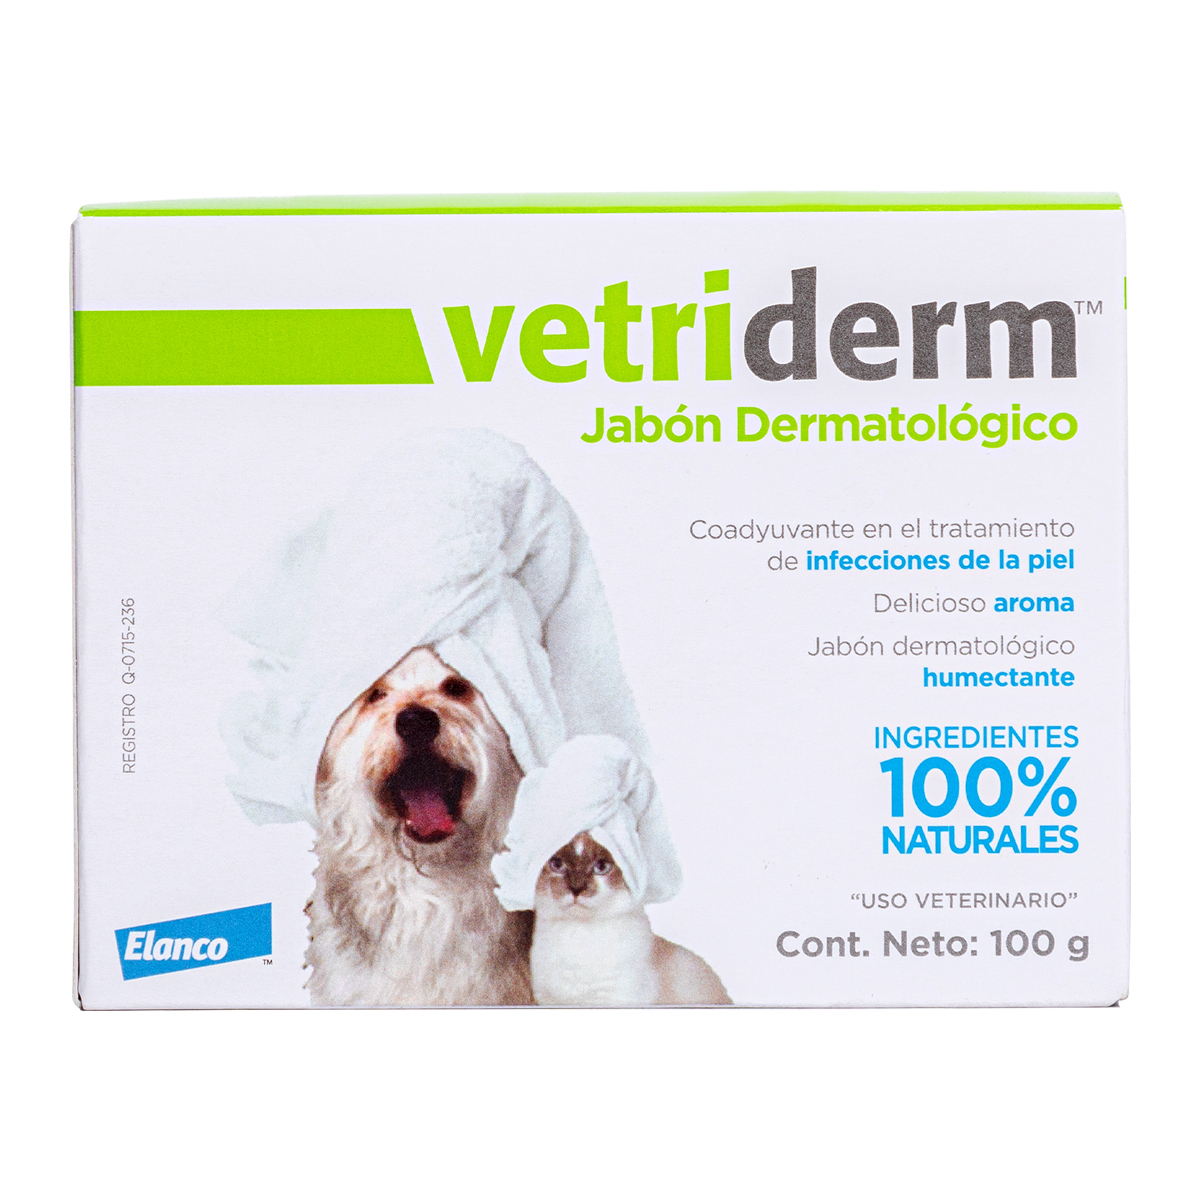 vetriderm™
Jabón Dermatológico
Coadyuvante en el tratamiento
de infecciones de la piel
Delicioso aroma
Jabón dermatológico
humectante
INGREDIENTES
100%
NATURALES
"USO VETERINARIO"
Cont. Neto: 100 g
REGISTRO Q-0715-236
Elanco™